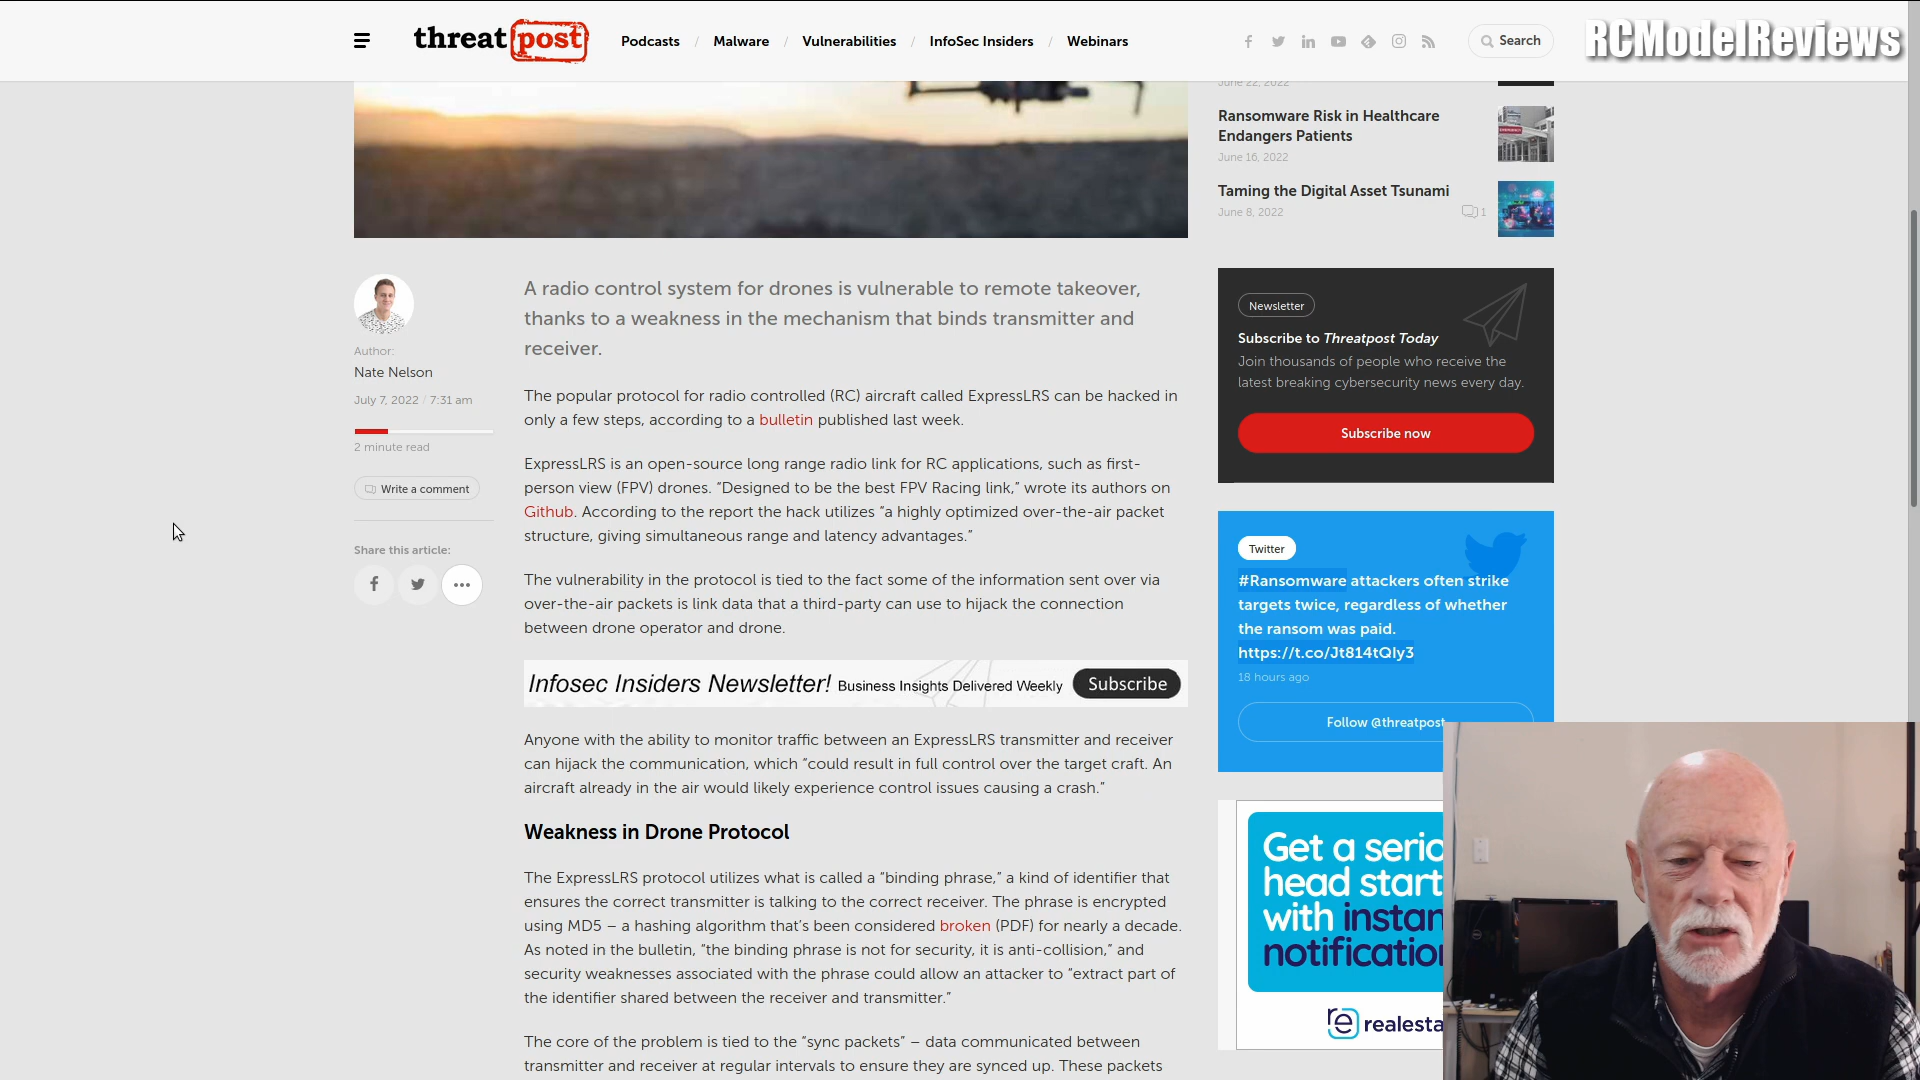 threatpost
Podcasts / Malware / Vulnerabilities / InfoSec Insiders / Webinars
Search
RCModelReviews
June 22, 2022
Ransomware Risk in Healthcare
Endangers Patients
June 16, 2022
Taming the Digital Asset Tsunami
June 8, 2022
1
Author:
Nate Nelson
July 7, 2022 / 7:31 am
2 minute read
Write a comment
Share this article:
A radio control system for drones is vulnerable to remote takeover,
thanks to a weakness in the mechanism that binds transmitter and
receiver.
The popular protocol for radio controlled (RC) aircraft called ExpressLRS can be hacked in
only a few steps, according to a bulletin published last week.
ExpressLRS is an open-source long range radio link for RC applications, such as first-
person view (FPV) drones. “Designed to be the best FPV Racing link,” wrote its authors on
Github. According to the report the hack utilizes “a highly optimized over-the-air packet
structure, giving simultaneous range and latency advantages.”
The vulnerability in the protocol is tied to the fact some of the information sent over via
over-the-air packets is link data that a third-party can use to hijack the connection
between drone operator and drone.
Infosec Insiders Newsletter! Business Insights Delivered Weekly Subscribe
Anyone with the ability to monitor traffic between an ExpressLRS transmitter and receiver
can hijack the communication, which “could result in full control over the target craft. An
aircraft already in the air would likely experience control issues causing a crash.”
Weakness in Drone Protocol
The ExpressLRS protocol utilizes what is called a “binding phrase,” a kind of identifier that
ensures the correct transmitter is talking to the correct receiver. The phrase is encrypted
using MD5 – a hashing algorithm that’s been considered broken (PDF) for nearly a decade.
As noted in the bulletin, “the binding phrase is not for security, it is anti-collision,” and
security weaknesses associated with the phrase could allow an attacker to “extract part of
the identifier shared between the receiver and transmitter.”
The core of the problem is tied to the “sync packets” – data communicated between
transmitter and receiver at regular intervals to ensure they are synced up. These packets
Newsletter
Subscribe to Threatpost Today
Join thousands of people who receive the
latest breaking cybersecurity news every day.
Subscribe now
Twitter
#Ransomware attackers often strike
targets twice, regardless of whether
the ransom was paid.
https://t.co/Jt814tQIy3
18 hours ago
Follow @threatpost
Get a serio
head start
with instan
notificatio
re realesta